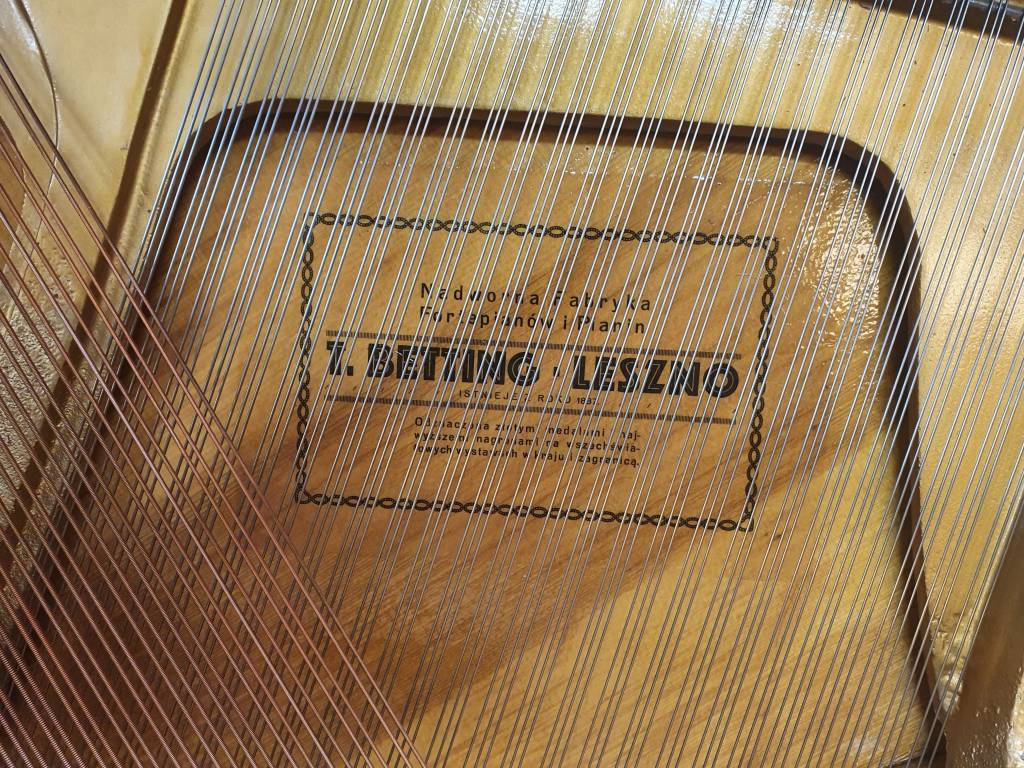 Nadworna Fabryka
Fortepianów i Pianin
T. BETTING - LESZNO
ISTNIEJE Z ROKU 1887.
Odznaczona złotymi medalami i naj-
wyższemi nagrodami na wszechświa-
towych wystawach w kraju i zagranicą.